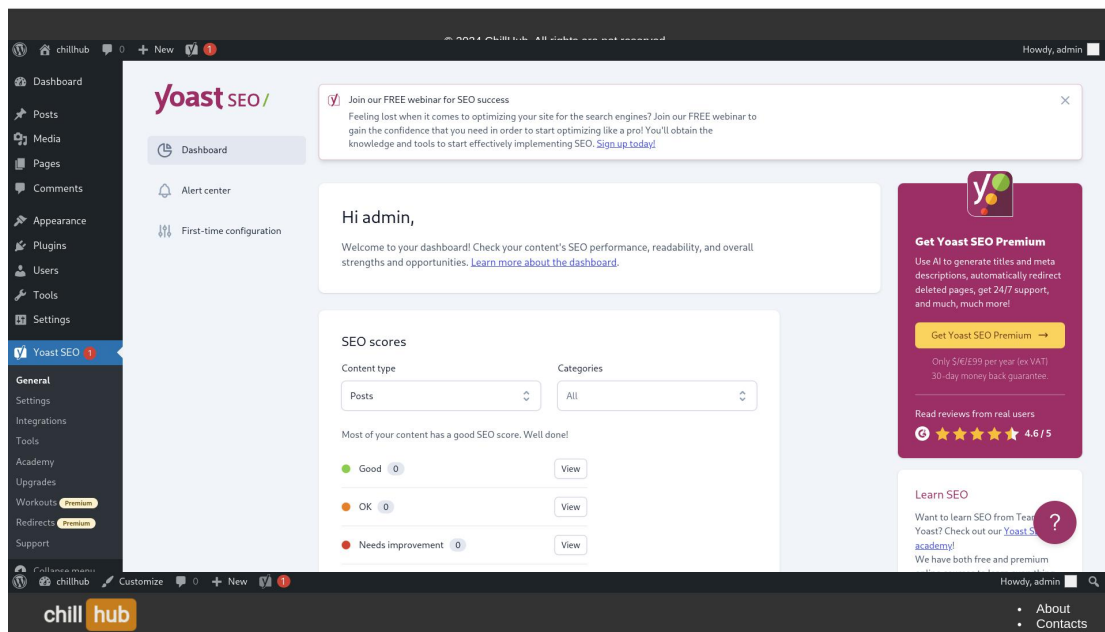 © 2024 ChillHub. All rights are not reserved
chillhub 0 + New 1 Howdy, admin
Dashboard
Posts
Media
Pages
Comments
Appearance
Plugins
Users
Tools
Settings
Yoast SEO 1
General
Settings
Integrations
Tools
Academy
Upgrades
Workouts Premium
Redirects Premium
Support
Collapse menu
yoast SEO/
Dashboard
Alert center
First-time configuration
Join our FREE webinar for SEO success
Feeling lost when it comes to optimizing your site for the search engines? Join our FREE webinar to
gain the confidence that you need in order to start optimizing like a pro! You'll obtain the
knowledge and tools to start effectively implementing SEO. Sign up today!
Hi admin,
Welcome to your dashboard! Check your content's SEO performance, readability, and overall
strengths and opportunities. Learn more about the dashboard.
SEO scores
Content type Categories
Posts All
Most of your content has a good SEO score. Well done!
Good 0 View
OK 0 View
Needs improvement 0 View
Get Yoast SEO Premium
Use AI to generate titles and meta
descriptions, automatically redirect
deleted pages, get 24/7 support,
and much, much more!
Get Yoast SEO Premium →
Only $/€/£99 per year (ex VAT)
30-day money back guarantee.
Read reviews from real users
4.6 / 5
Learn SEO
Want to learn SEO from Team
Yoast? Check out our Yoast S
academy!
We have both free and premium
?
chillhub Customize 0 + New 1 Howdy, admin
chill hub
• About
• Contacts